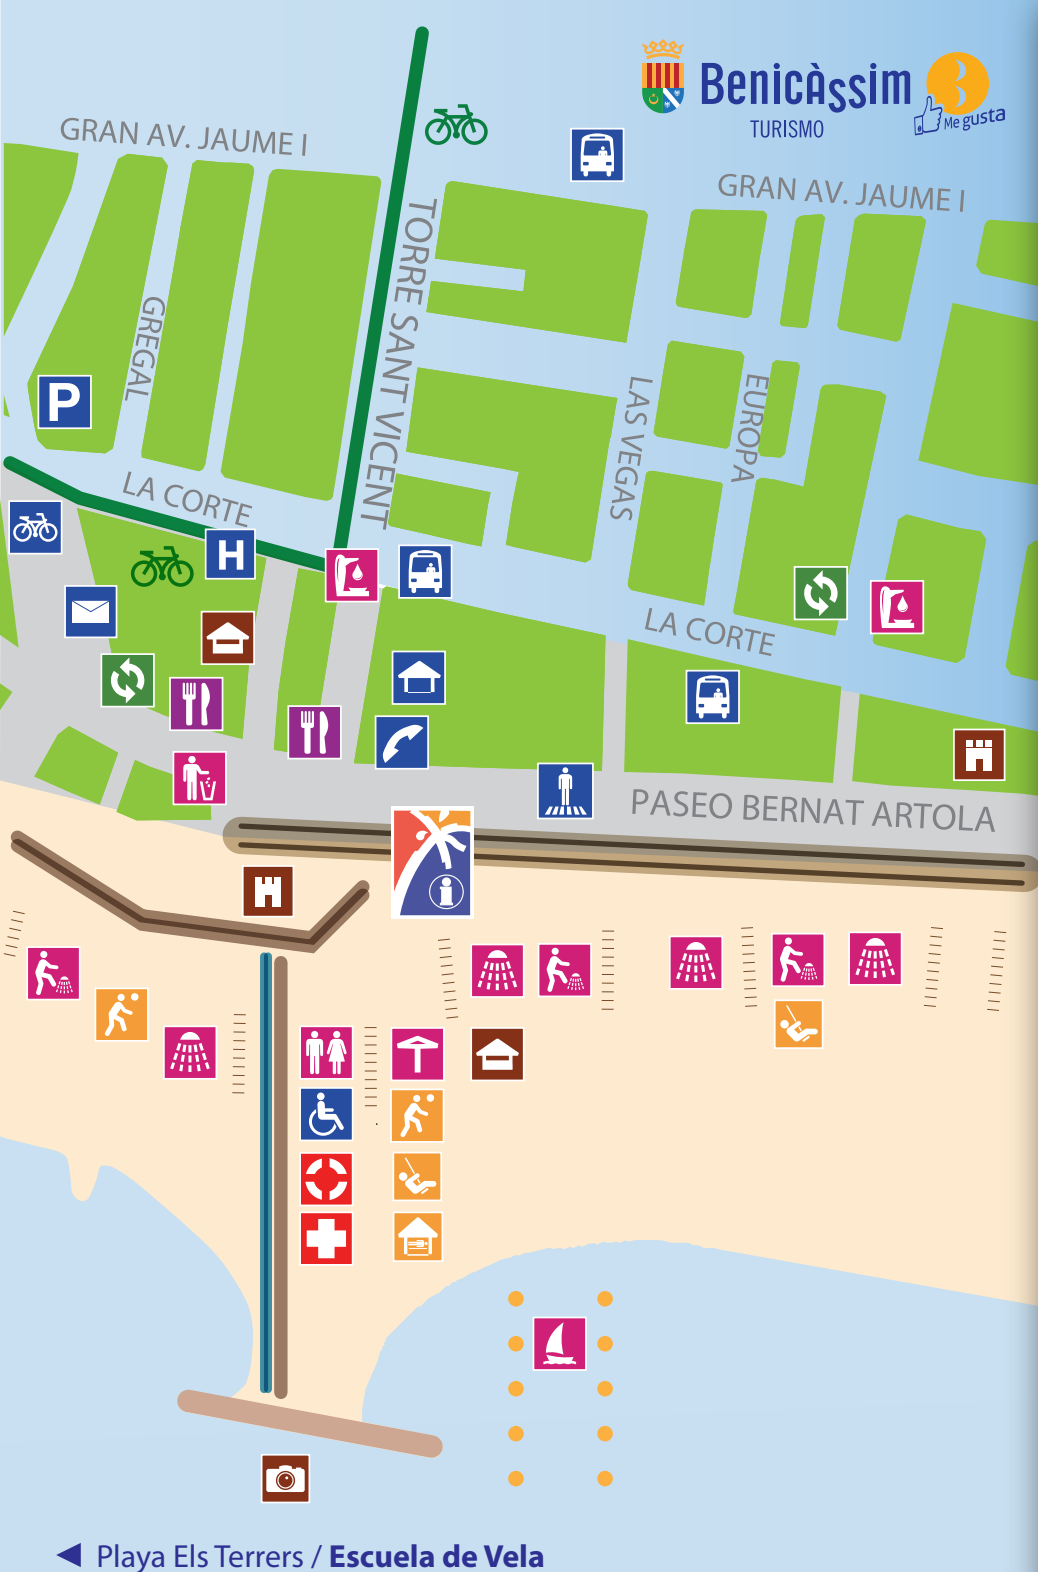 Benicàssim
TURISMO
Me gusta
GRAN AV. JAUME I
GRAN AV. JAUME I
TORRE SANT VICENT
GREGAL
LAS VEGAS
EUROPA
P
LA CORTE
H
LA CORTE
PASEO BERNAT ARTOLA
i
◀ Playa Els Terrers / Escuela de Vela